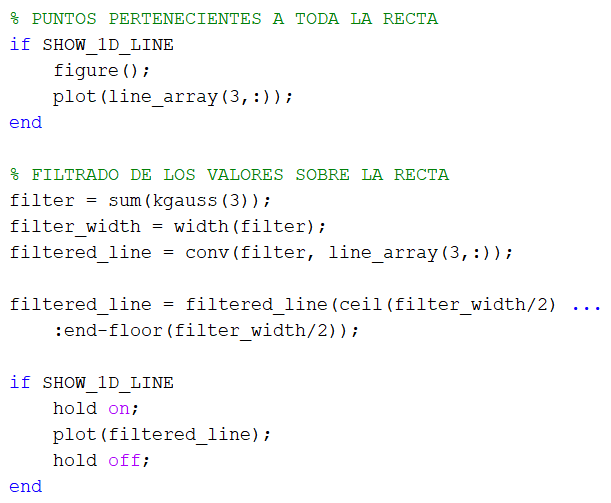 % PUNTOS PERTENECIENTES A TODA LA RECTA
if SHOW_1D_LINE
    figure();
    plot(line_array(3,:));
end

% FILTRADO DE LOS VALORES SOBRE LA RECTA
filter = sum(kgauss(3));
filter_width = width(filter);
filtered_line = conv(filter, line_array(3,:));

filtered_line = filtered_line(ceil(filter_width/2) ...
    :end-floor(filter_width/2));

if SHOW_1D_LINE
    hold on;
    plot(filtered_line);
    hold off;
end